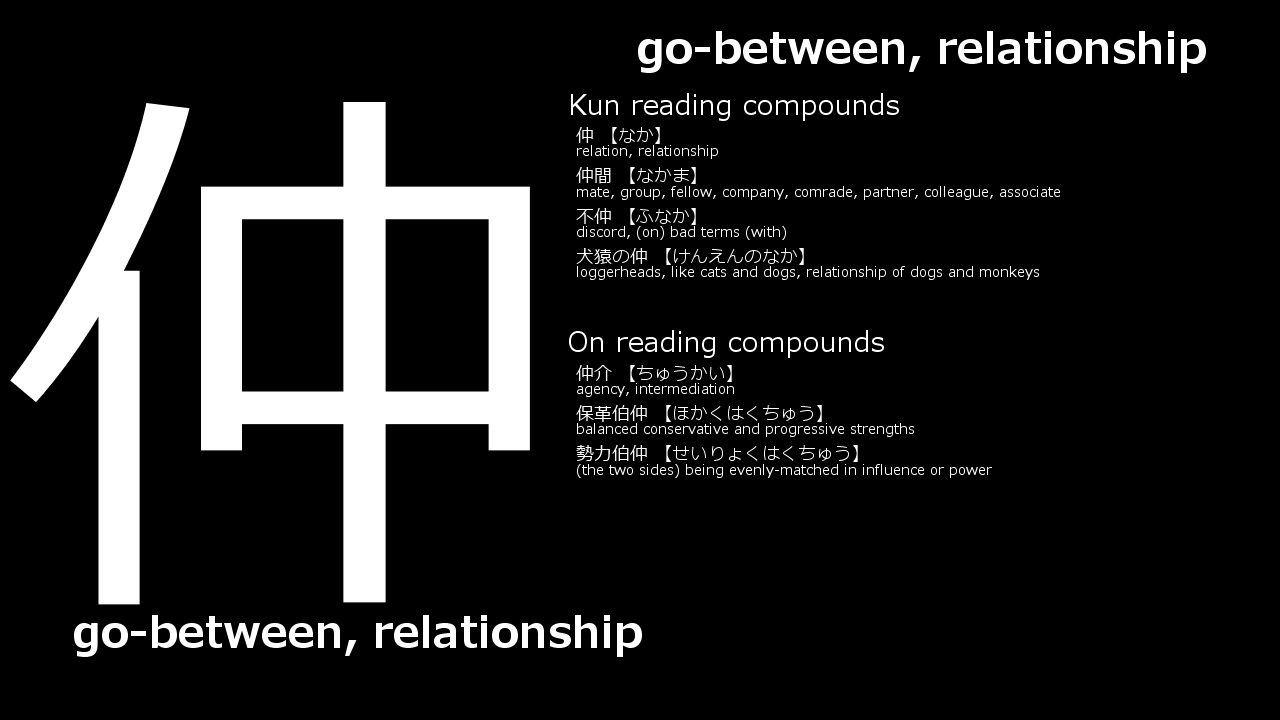 go-between, relationship
仲
Kun reading compounds
仲 【なか】
relation, relationship
仲間 【なかま】
mate, group, fellow, company, comrade, partner, colleague, associate
不仲 【ふなか】
discord, (on) bad terms (with)
犬猿の仲 【けんえんのなか】
loggerheads, like cats and dogs, relationship of dogs and monkeys
On reading compounds
仲介 【ちゅうかい】
agency, intermediation
保革伯仲 【ほかくはくちゅう】
balanced conservative and progressive strengths
勢力伯仲 【せいりょくはくちゅう】
(the two sides) being evenly-matched in influence or power
go-between, relationship